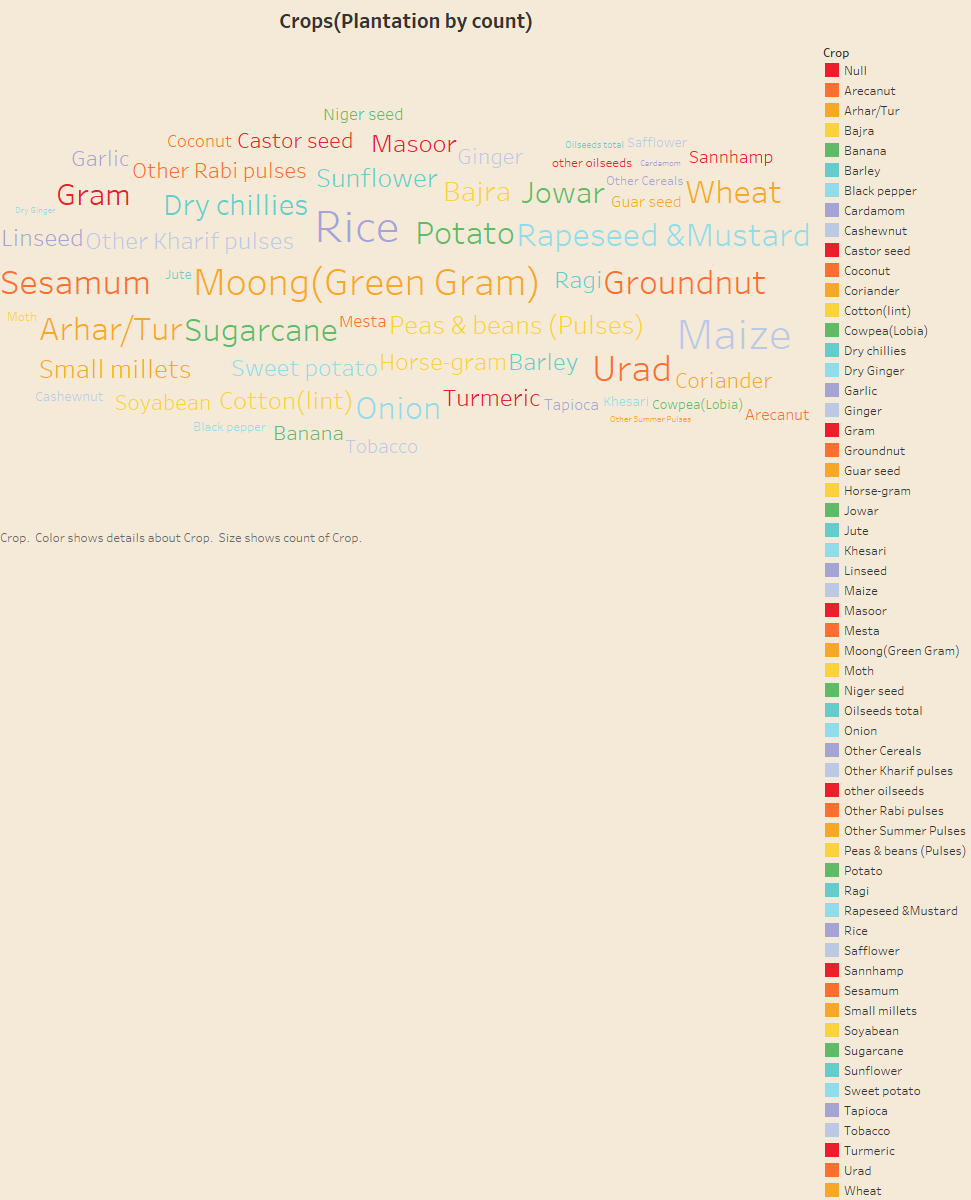 Crops(Plantation by count)
Niger seed
Coconut Castor seed Masoor
Oilseeds total Safflower
Garlic Other Rabi pulses Ginger other oilseeds Cardamom Sannhamp
Gram Sunflower Bajra Jowar Other Cereals Wheat
Dry Ginger Dry chillies Guar seed
Linseed Other Kharif pulses Rice Potato Rapeseed &Mustard
Sesamum Jute Moong(Green Gram) Ragi Groundnut
Moth Arhar/Tur Sugarcane Mesta Peas & beans (Pulses) Maize
Small millets Sweet potato Horse-gram Barley Urad Coriander
Cashewnut Soyabean Cotton(lint) Onion Turmeric Tapioca Khesari Cowpea(Lobia) Arecanut
Other Summer Pulses
Black pepper Banana Tobacco
Crop. Color shows details about Crop. Size shows count of Crop.
Crop
Null
Arecanut
Arhar/Tur
Bajra
Banana
Barley
Black pepper
Cardamom
Cashewnut
Castor seed
Coconut
Coriander
Cotton(lint)
Cowpea(Lobia)
Dry chillies
Dry Ginger
Garlic
Ginger
Gram
Groundnut
Guar seed
Horse-gram
Jowar
Jute
Khesari
Linseed
Maize
Masoor
Mesta
Moong(Green Gram)
Moth
Niger seed
Oilseeds total
Onion
Other Cereals
Other Kharif pulses
other oilseeds
Other Rabi pulses
Other Summer Pulses
Peas & beans (Pulses)
Potato
Ragi
Rapeseed &Mustard
Rice
Safflower
Sannhamp
Sesamum
Small millets
Soyabean
Sugarcane
Sunflower
Sweet potato
Tapioca
Tobacco
Turmeric
Urad
Wheat